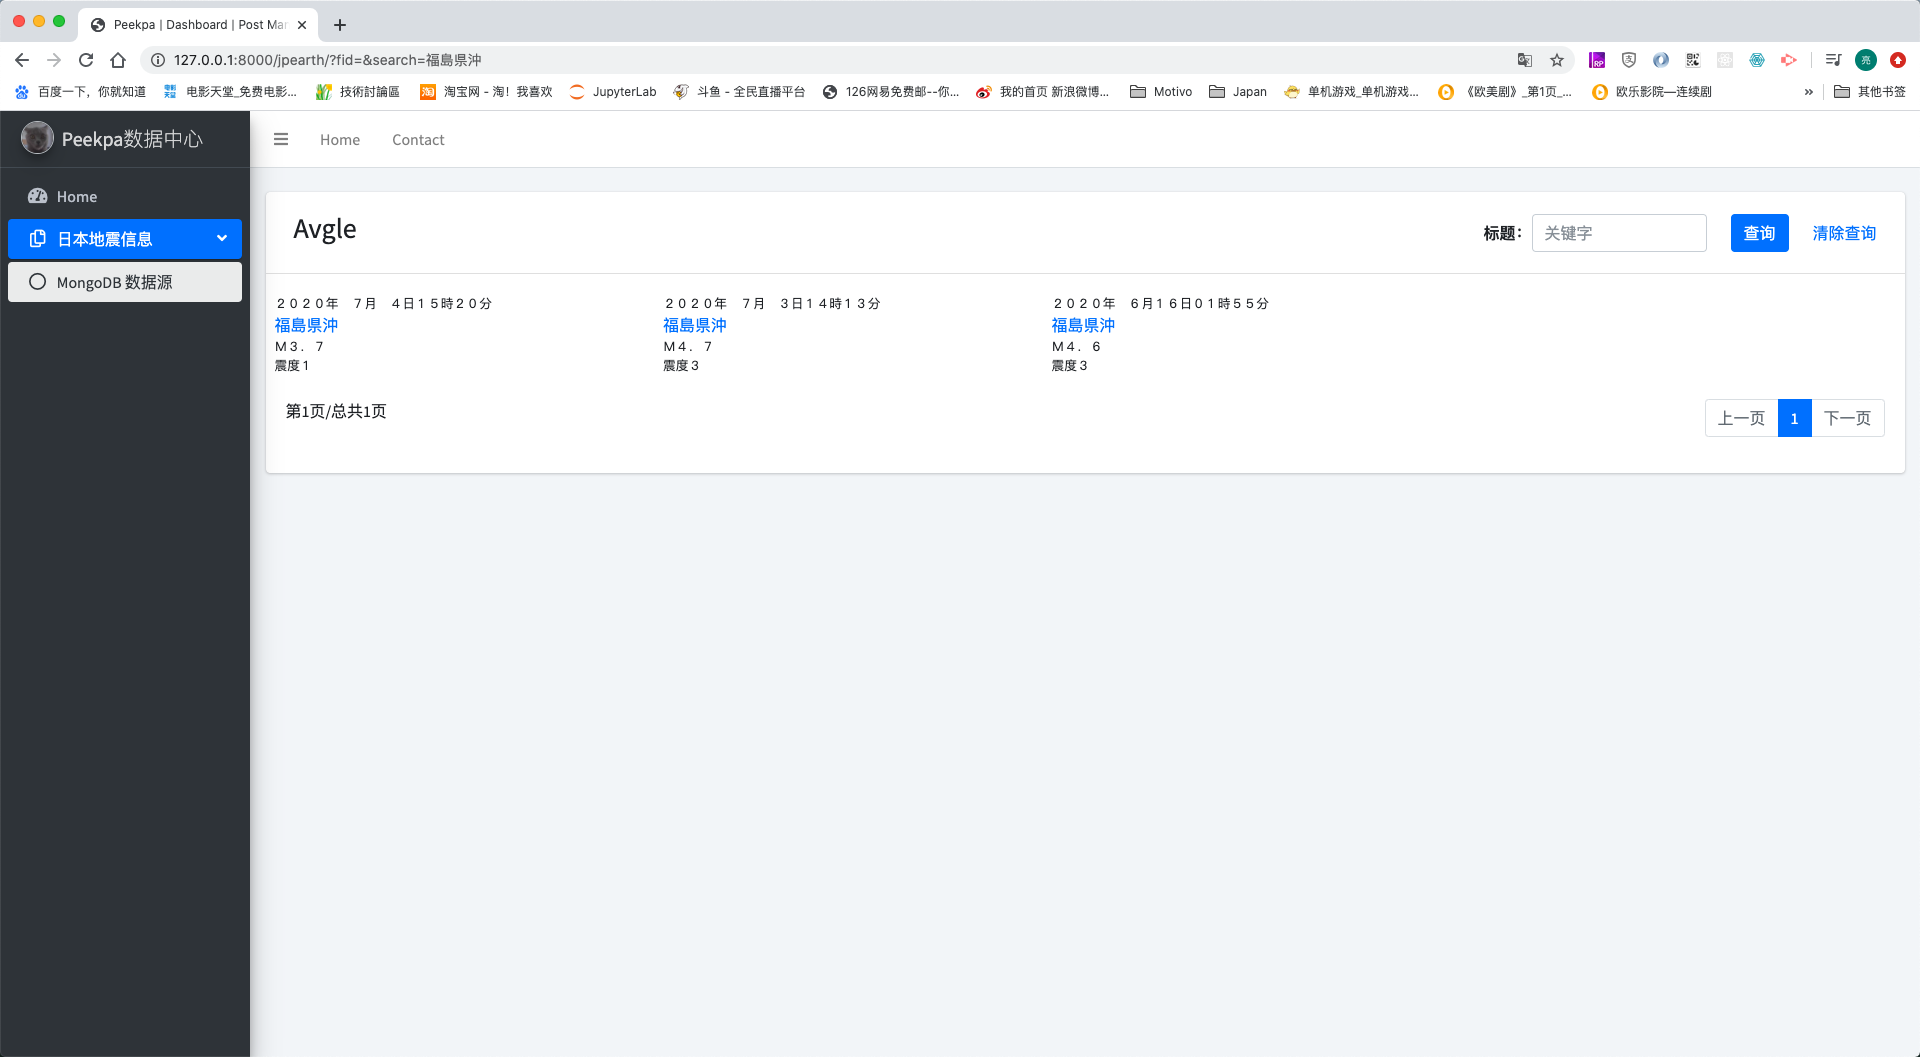 Peekpa | Dashboard | Post Ma
127.0.0.1:8000/jpearth/?fid=&search=福島県沖
百度一下，你就知道
电影天堂_免费电影...
技術討論區
淘宝网 - 淘！我喜欢
JupyterLab
斗鱼 - 全民直播平台
126网易免费邮--你...
我的首页 新浪微博...
Motivo
Japan
单机游戏_单机游戏...
《欧美剧》_第1页_...
欧乐影院—连续剧
»
其他书签
Peekpa数据中心
Home
Contact
Home
日本地震信息
MongoDB 数据源
Avgle
标题：
关键字
查询
清除查询
２０２０年　７月　４日１５時２０分
福島県沖
Ｍ３．７
震度１
２０２０年　７月　３日１４時１３分
福島県沖
Ｍ４．７
震度３
２０２０年　６月１６日０１時５５分
福島県沖
Ｍ４．６
震度３
第1页/总共1页
上一页
1
下一页